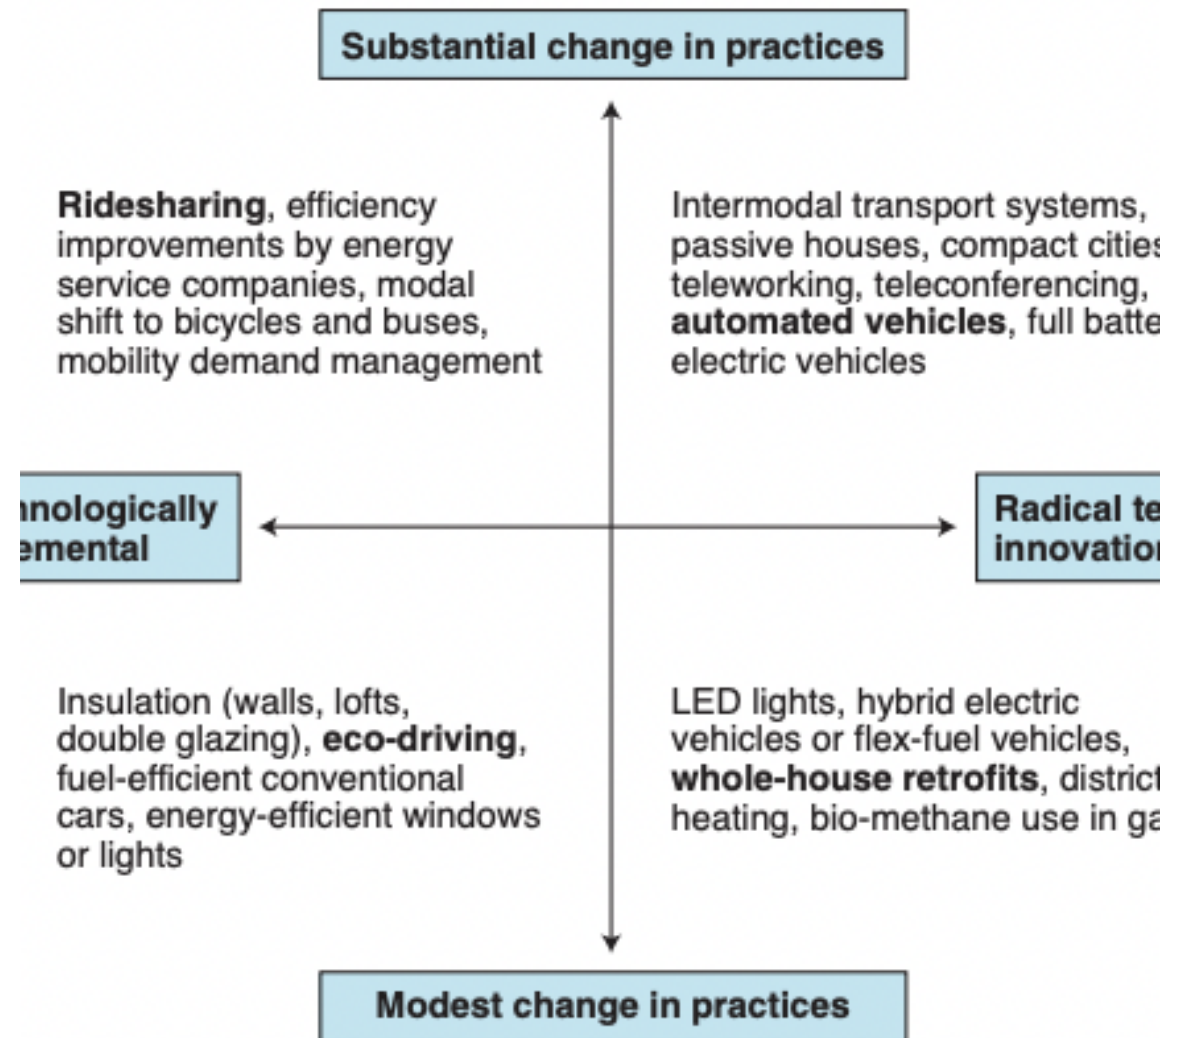 Substantial change in practices
Ridesharing, efficiency
improvements by energy
service companies, modal
shift to bicycles and buses,
mobility demand management
Intermodal transport systems,
passive houses, compact cities
teleworking, teleconferencing,
automated vehicles, full batte
electric vehicles
hnologically
emental
Radical te
innovation
Insulation (walls, lofts,
double glazing), eco-driving,
fuel-efficient conventional
cars, energy-efficient windows
or lights
LED lights, hybrid electric
vehicles or flex-fuel vehicles,
whole-house retrofits, district
heating, bio-methane use in ga
Modest change in practices